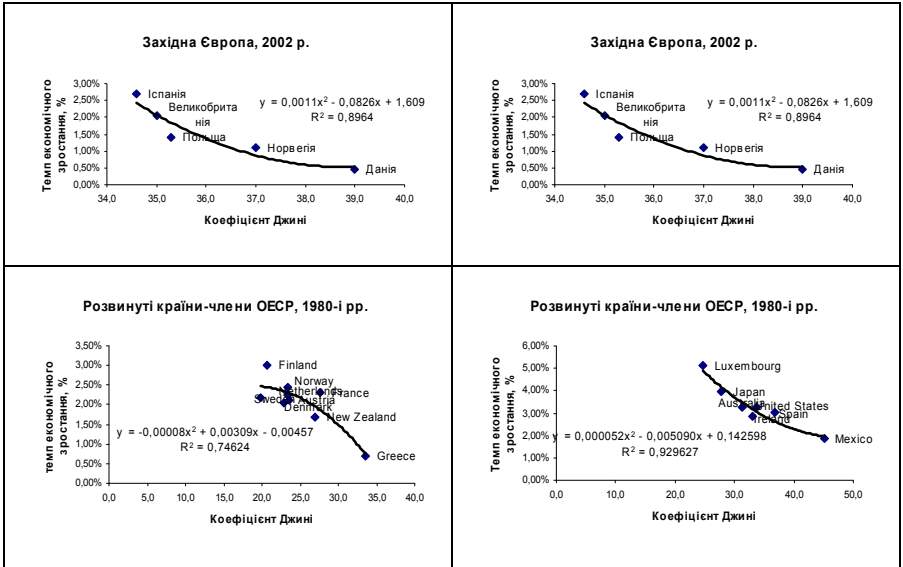 Західна Європа, 2002 р.
Темп економічного
зростання, %
3,00%
2,50%
2,00%
1,50%
1,00%
0,50%
0,00%
Іспанія
Великобрита
нія
Польща
Норвегія
Данія
y = 0,0011x² - 0,0826x + 1,609
R² = 0,8964
34,0 35,0 36,0 37,0 38,0 39,0 40,0
Коефіцієнт Джині
Західна Європа, 2002 р.
Темп економічного
зростання, %
3,00%
2,50%
2,00%
1,50%
1,00%
0,50%
0,00%
Іспанія
Великобрита
нія
Польща
Норвегія
Данія
y = 0,0011x² - 0,0826x + 1,609
R² = 0,8964
34,0 35,0 36,0 37,0 38,0 39,0 40,0
Коефіцієнт Джині
Розвинуті країни-члени ОЕСР, 1980-і рр.
темп економічного
зростання, %
3,50%
3,00%
2,50%
2,00%
1,50%
1,00%
0,50%
0,00%
Finland
Norway
Netherlands
France
Sweden
Austria
Denmark
New Zealand
Greece
y = -0,00008x² + 0,00309x - 0,00457
R² = 0,74624
0,0 5,0 10,0 15,0 20,0 25,0 30,0 35,0 40,0
Коефіцієнт Джині
Розвинуті країни-члени ОЕСР, 1980-і рр.
Темп економічного
зростання, %
6,00%
5,00%
4,00%
3,00%
2,00%
1,00%
0,00%
Luxembourg
Japan
Australia
United States
Spain
Ireland
Mexico
y = 0,000052x² - 0,005090x + 0,142598
R² = 0,929627
0,0 10,0 20,0 30,0 40,0 50,0
Коефіцієнт Джині